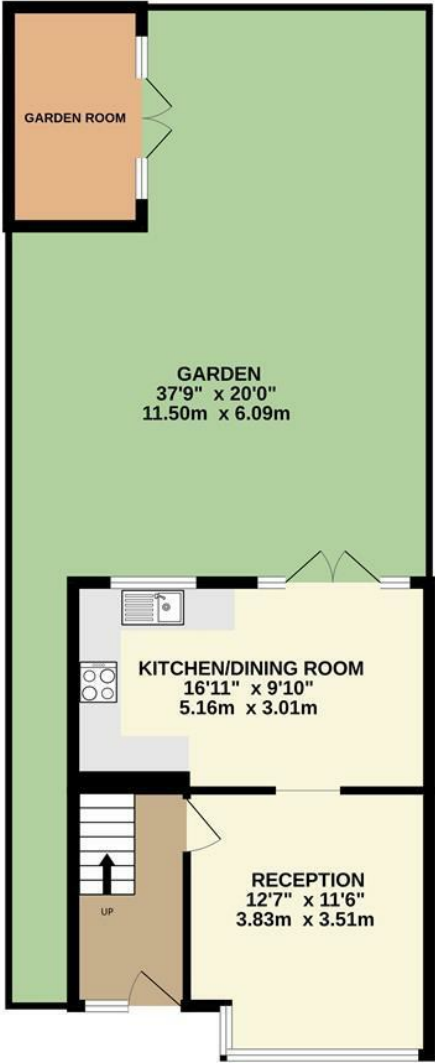 GARDEN ROOM
GARDEN
37'9" x 20'0"
11.50m x 6.09m
KITCHEN/DINING ROOM
16'11" x 9'10"
5.16m x 3.01m
RECEPTION
12'7" x 11'6"
3.83m x 3.51m
UP